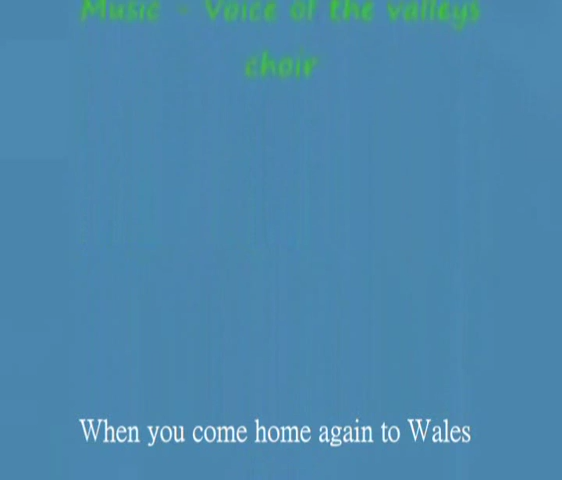 Music - Voice of the valleys
choir
When you come home again to Wales